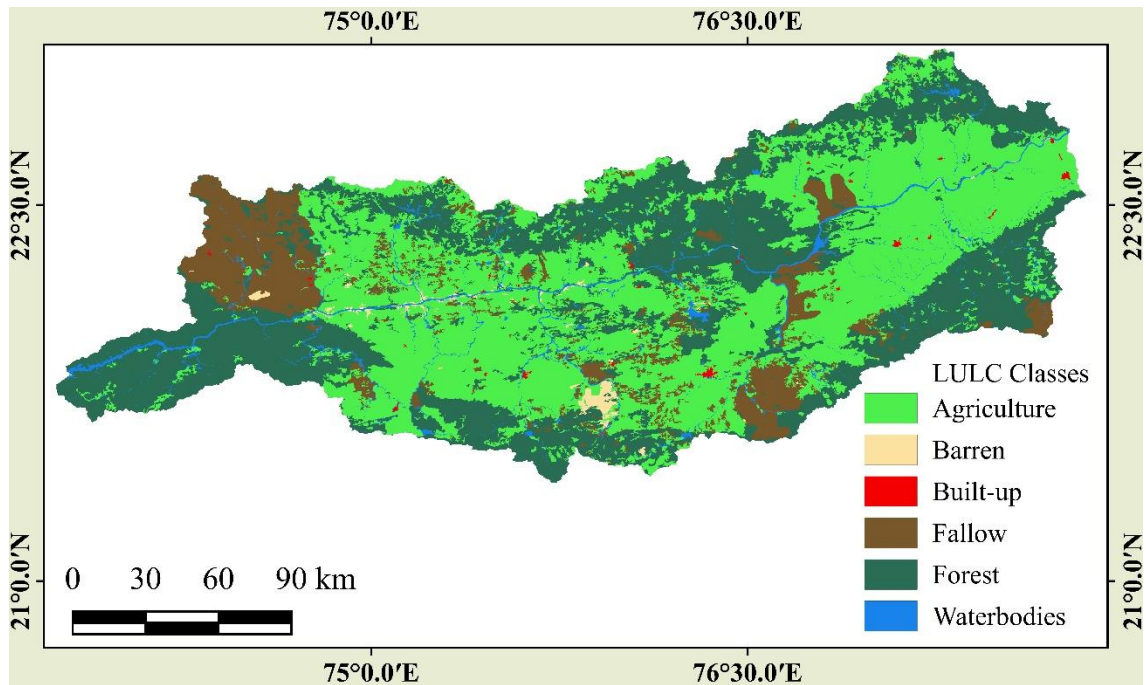 75°0.0′E 76°30.0′E
22°30.0′N 22°30.0′N
LULC Classes
Agriculture
Barren
Built-up
Fallow
Forest
Waterbodies
0 30 60 90 km
21°0.0′N 21°0.0′N
75°0.0′E 76°30.0′E